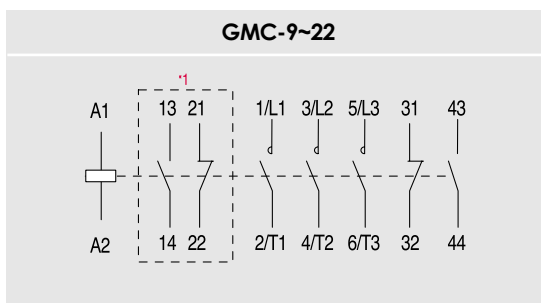 GMC-9~22
*1
A1 13 21 1/L1 3/L2 5/L3 31 43
A2 14 22 2/T1 4/T2 6/T3 32 44